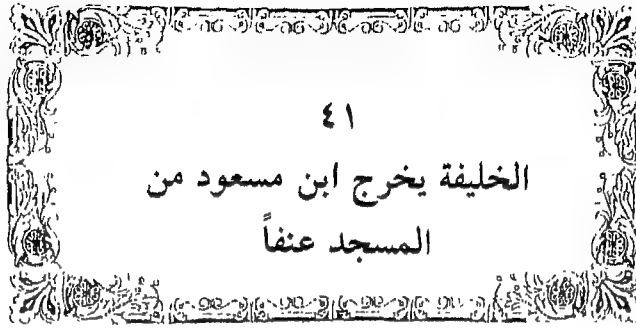 ٤١
الخليفة يخرج ابن مسعود من
المسجد عنفاً